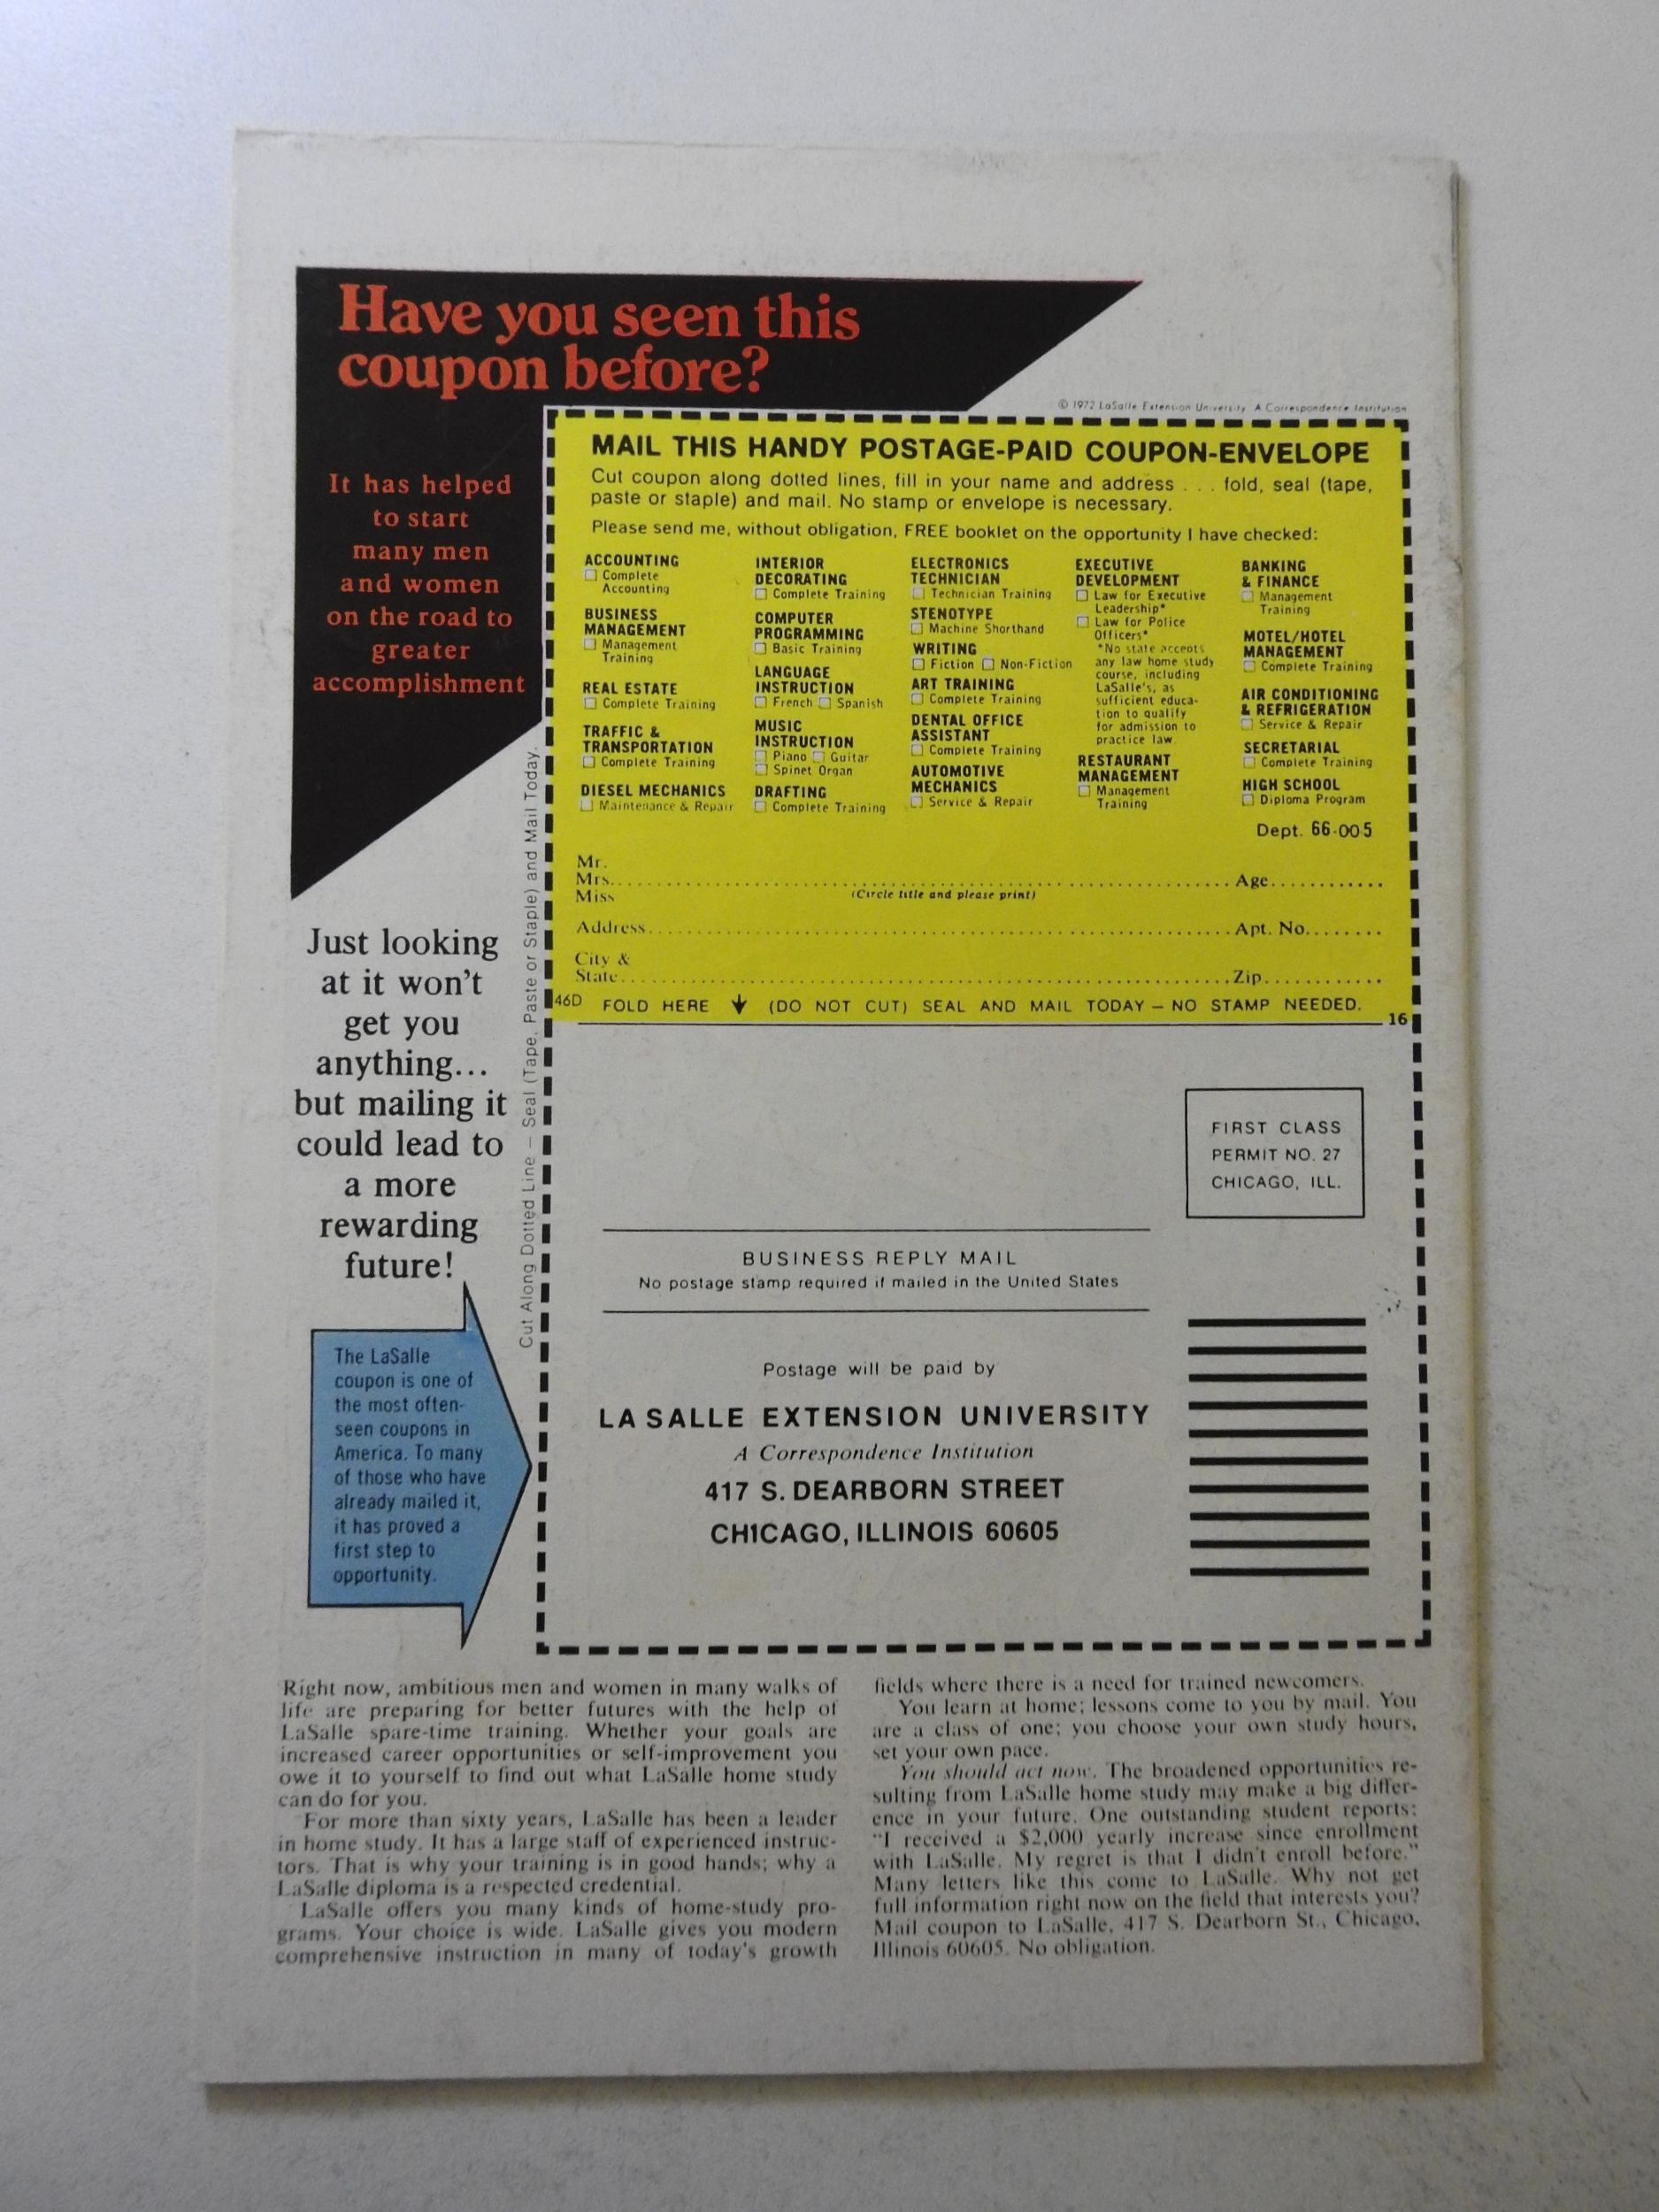 Have you seen this
coupon before?
It has helped
to start
many men
and women
on the road to
greater
accomplishment
© 1972 LaSalle Extension University A Correspondence Institution
MAIL THIS HANDY POSTAGE-PAID COUPON-ENVELOPE
Cut coupon along dotted lines, fill in your name and address . . . fold, seal (tape,
paste or staple) and mail. No stamp or envelope is necessary.
Please send me, without obligation, FREE booklet on the opportunity I have checked:
ACCOUNTING
Complete
Accounting
BUSINESS
MANAGEMENT
Management
Training
REAL ESTATE
Complete Training
TRAFFIC &
TRANSPORTATION
Complete Training
DIESEL MECHANICS
Maintenance & Repair
INTERIOR
DECORATING
Complete Training
COMPUTER
PROGRAMMING
Basic Training
LANGUAGE
INSTRUCTION
French Spanish
MUSIC
INSTRUCTION
Piano Guitar
Spinet Organ
DRAFTING
Complete Training
ELECTRONICS
TECHNICIAN
Technician Training
STENOTYPE
Machine Shorthand
WRITING
Fiction Non-Fiction
ART TRAINING
Complete Training
DENTAL OFFICE
ASSISTANT
Complete Training
AUTOMOTIVE
MECHANICS
Service & Repair
EXECUTIVE
DEVELOPMENT
Law for Executive
Leadership*
Law for Police
Officers*
*No state accepts
any law home study
course, including
LaSalle's, as
sufficient educa-
tion to qualify
for admission to
practice law.
RESTAURANT
MANAGEMENT
Management
Training
BANKING
& FINANCE
Management
Training
MOTEL/HOTEL
MANAGEMENT
Complete Training
AIR CONDITIONING
& REFRIGERATION
Service & Repair
SECRETARIAL
Complete Training
HIGH SCHOOL
Diploma Program
Dept. 66-005
Mr.
Mrs. Age
Miss (Circle title and please print)
Address Apt. No.
City &
State Zip
46D FOLD HERE (DO NOT CUT) SEAL AND MAIL TODAY — NO STAMP NEEDED.
16
Cut Along Dotted Line — Seal (Tape, Paste or Staple) and Mail Today.
Just looking
at it won't
get you
anything...
but mailing it
could lead to
a more
rewarding
future!
The LaSalle
coupon is one of
the most often-
seen coupons in
America. To many
of those who have
already mailed it,
it has proved a
first step to
opportunity.
FIRST CLASS
PERMIT NO. 27
CHICAGO, ILL.
BUSINESS REPLY MAIL
No postage stamp required if mailed in the United States
Postage will be paid by
LA SALLE EXTENSION UNIVERSITY
A Correspondence Institution
417 S. DEARBORN STREET
CHICAGO, ILLINOIS 60605
Right now, ambitious men and women in many walks of
life are preparing for better futures with the help of
LaSalle spare-time training. Whether your goals are
increased career opportunities or self-improvement you
owe it to yourself to find out what LaSalle home study
can do for you.
For more than sixty years, LaSalle has been a leader
in home study. It has a large staff of experienced instruc-
tors. That is why your training is in good hands; why a
LaSalle diploma is a respected credential.
LaSalle offers you many kinds of home-study pro-
grams. Your choice is wide. LaSalle gives you modern
comprehensive instruction in many of today's growth
fields where there is a need for trained newcomers.
You learn at home; lessons come to you by mail. You
are a class of one; you choose your own study hours,
set your own pace.
You should act now. The broadened opportunities re-
sulting from LaSalle home study may make a big differ-
ence in your future. One outstanding student reports:
"I received a $2,000 yearly increase since enrollment
with LaSalle. My regret is that I didn't enroll before."
Many letters like this come to LaSalle. Why not get
full information right now on the field that interests you?
Mail coupon to LaSalle, 417 S. Dearborn St., Chicago,
Illinois 60605. No obligation.